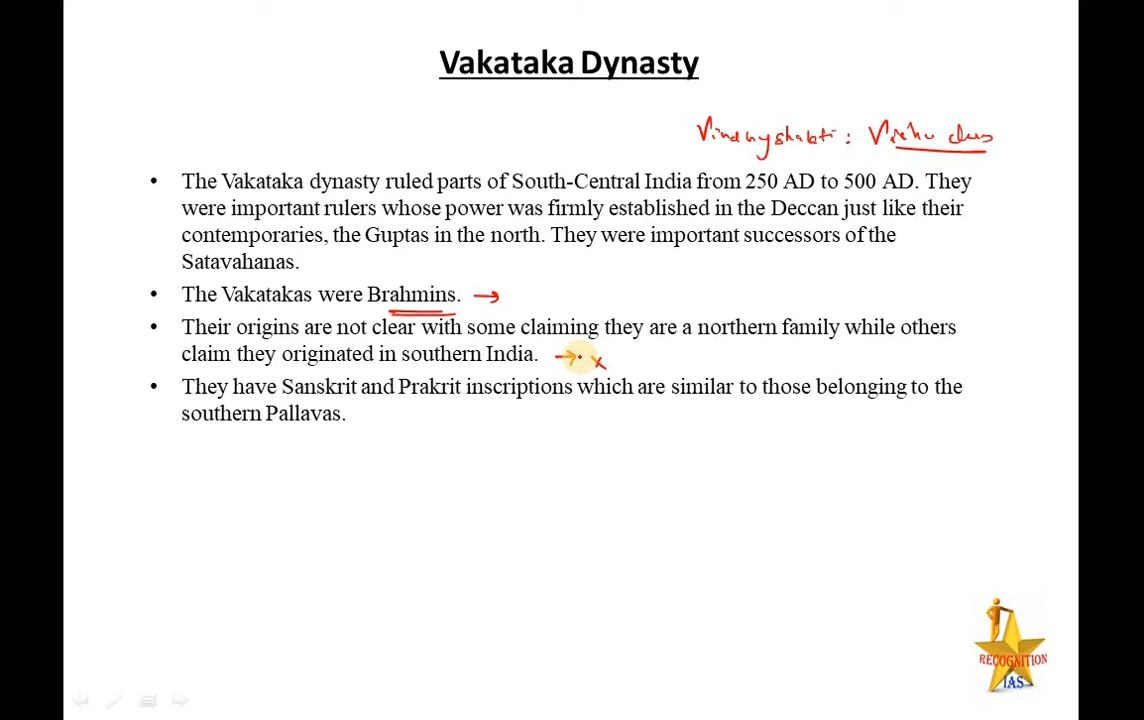 Vakataka Dynasty
Vindhyshakti : Vishnu
• The Vakataka dynasty ruled parts of South-Central India from 250 AD to 500 AD. They
were important rulers whose power was firmly established in the Deccan just like their
contemporaries, the Guptas in the north. They were important successors of the
Satavahanas.
• The Vakatakas were Brahmins. →
• Their origins are not clear with some claiming they are a northern family while others
claim they originated in southern India. → x
• They have Sanskrit and Prakrit inscriptions which are similar to those belonging to the
southern Pallavas.
RECOGNITION
IAS